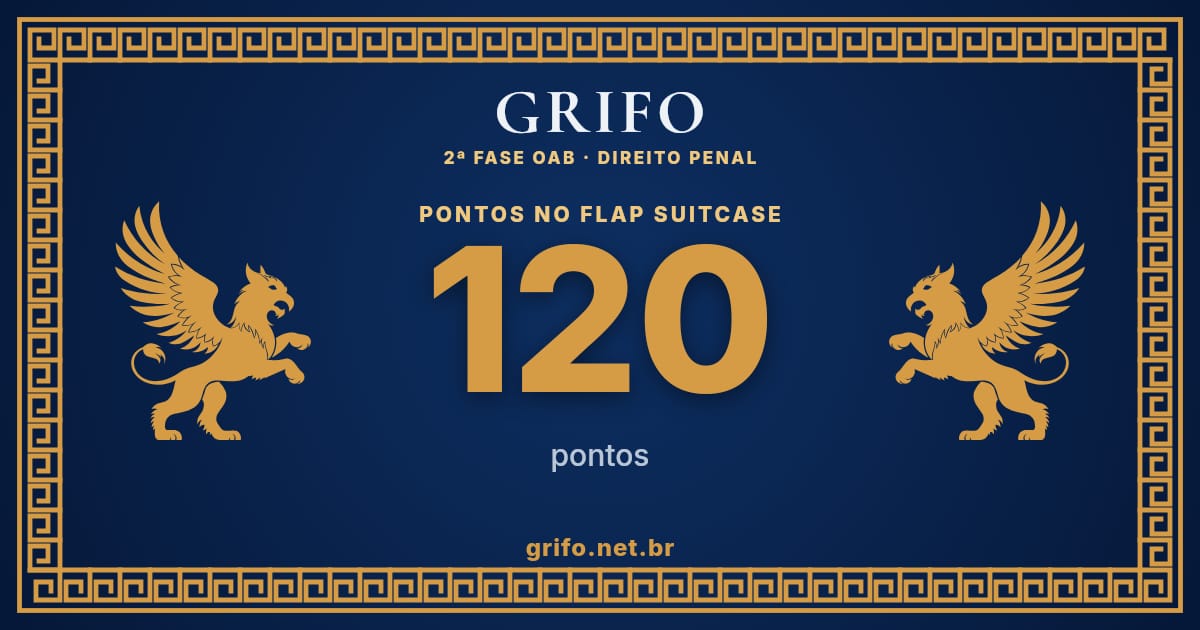 GRIFO
2ª FASE OAB · DIREITO PENAL
PONTOS NO FLAP SUITCASE
120
pontos
grifo.net.br